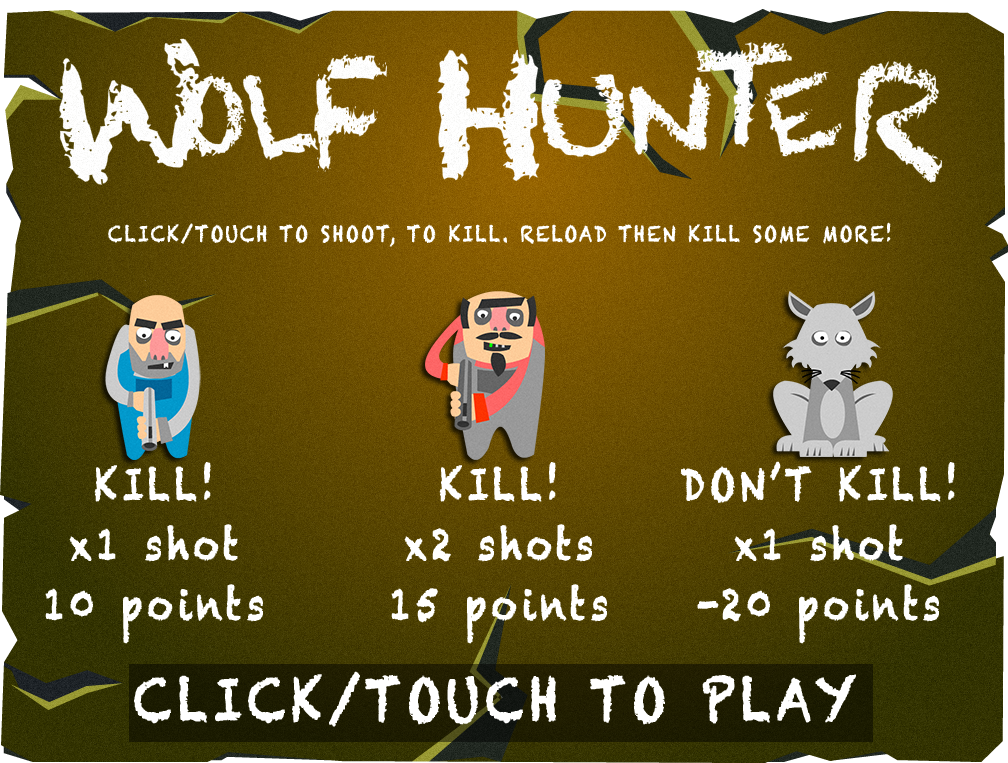 WOLF HUNTER
CLICK/TOUCH TO SHOOT, TO KILL. RELOAD THEN KILL SOME MORE!
KILL! KILL! DON'T KILL!
x1 shot x2 shots x1 shot
10 points 15 points -20 points
CLICK/TOUCH TO PLAY